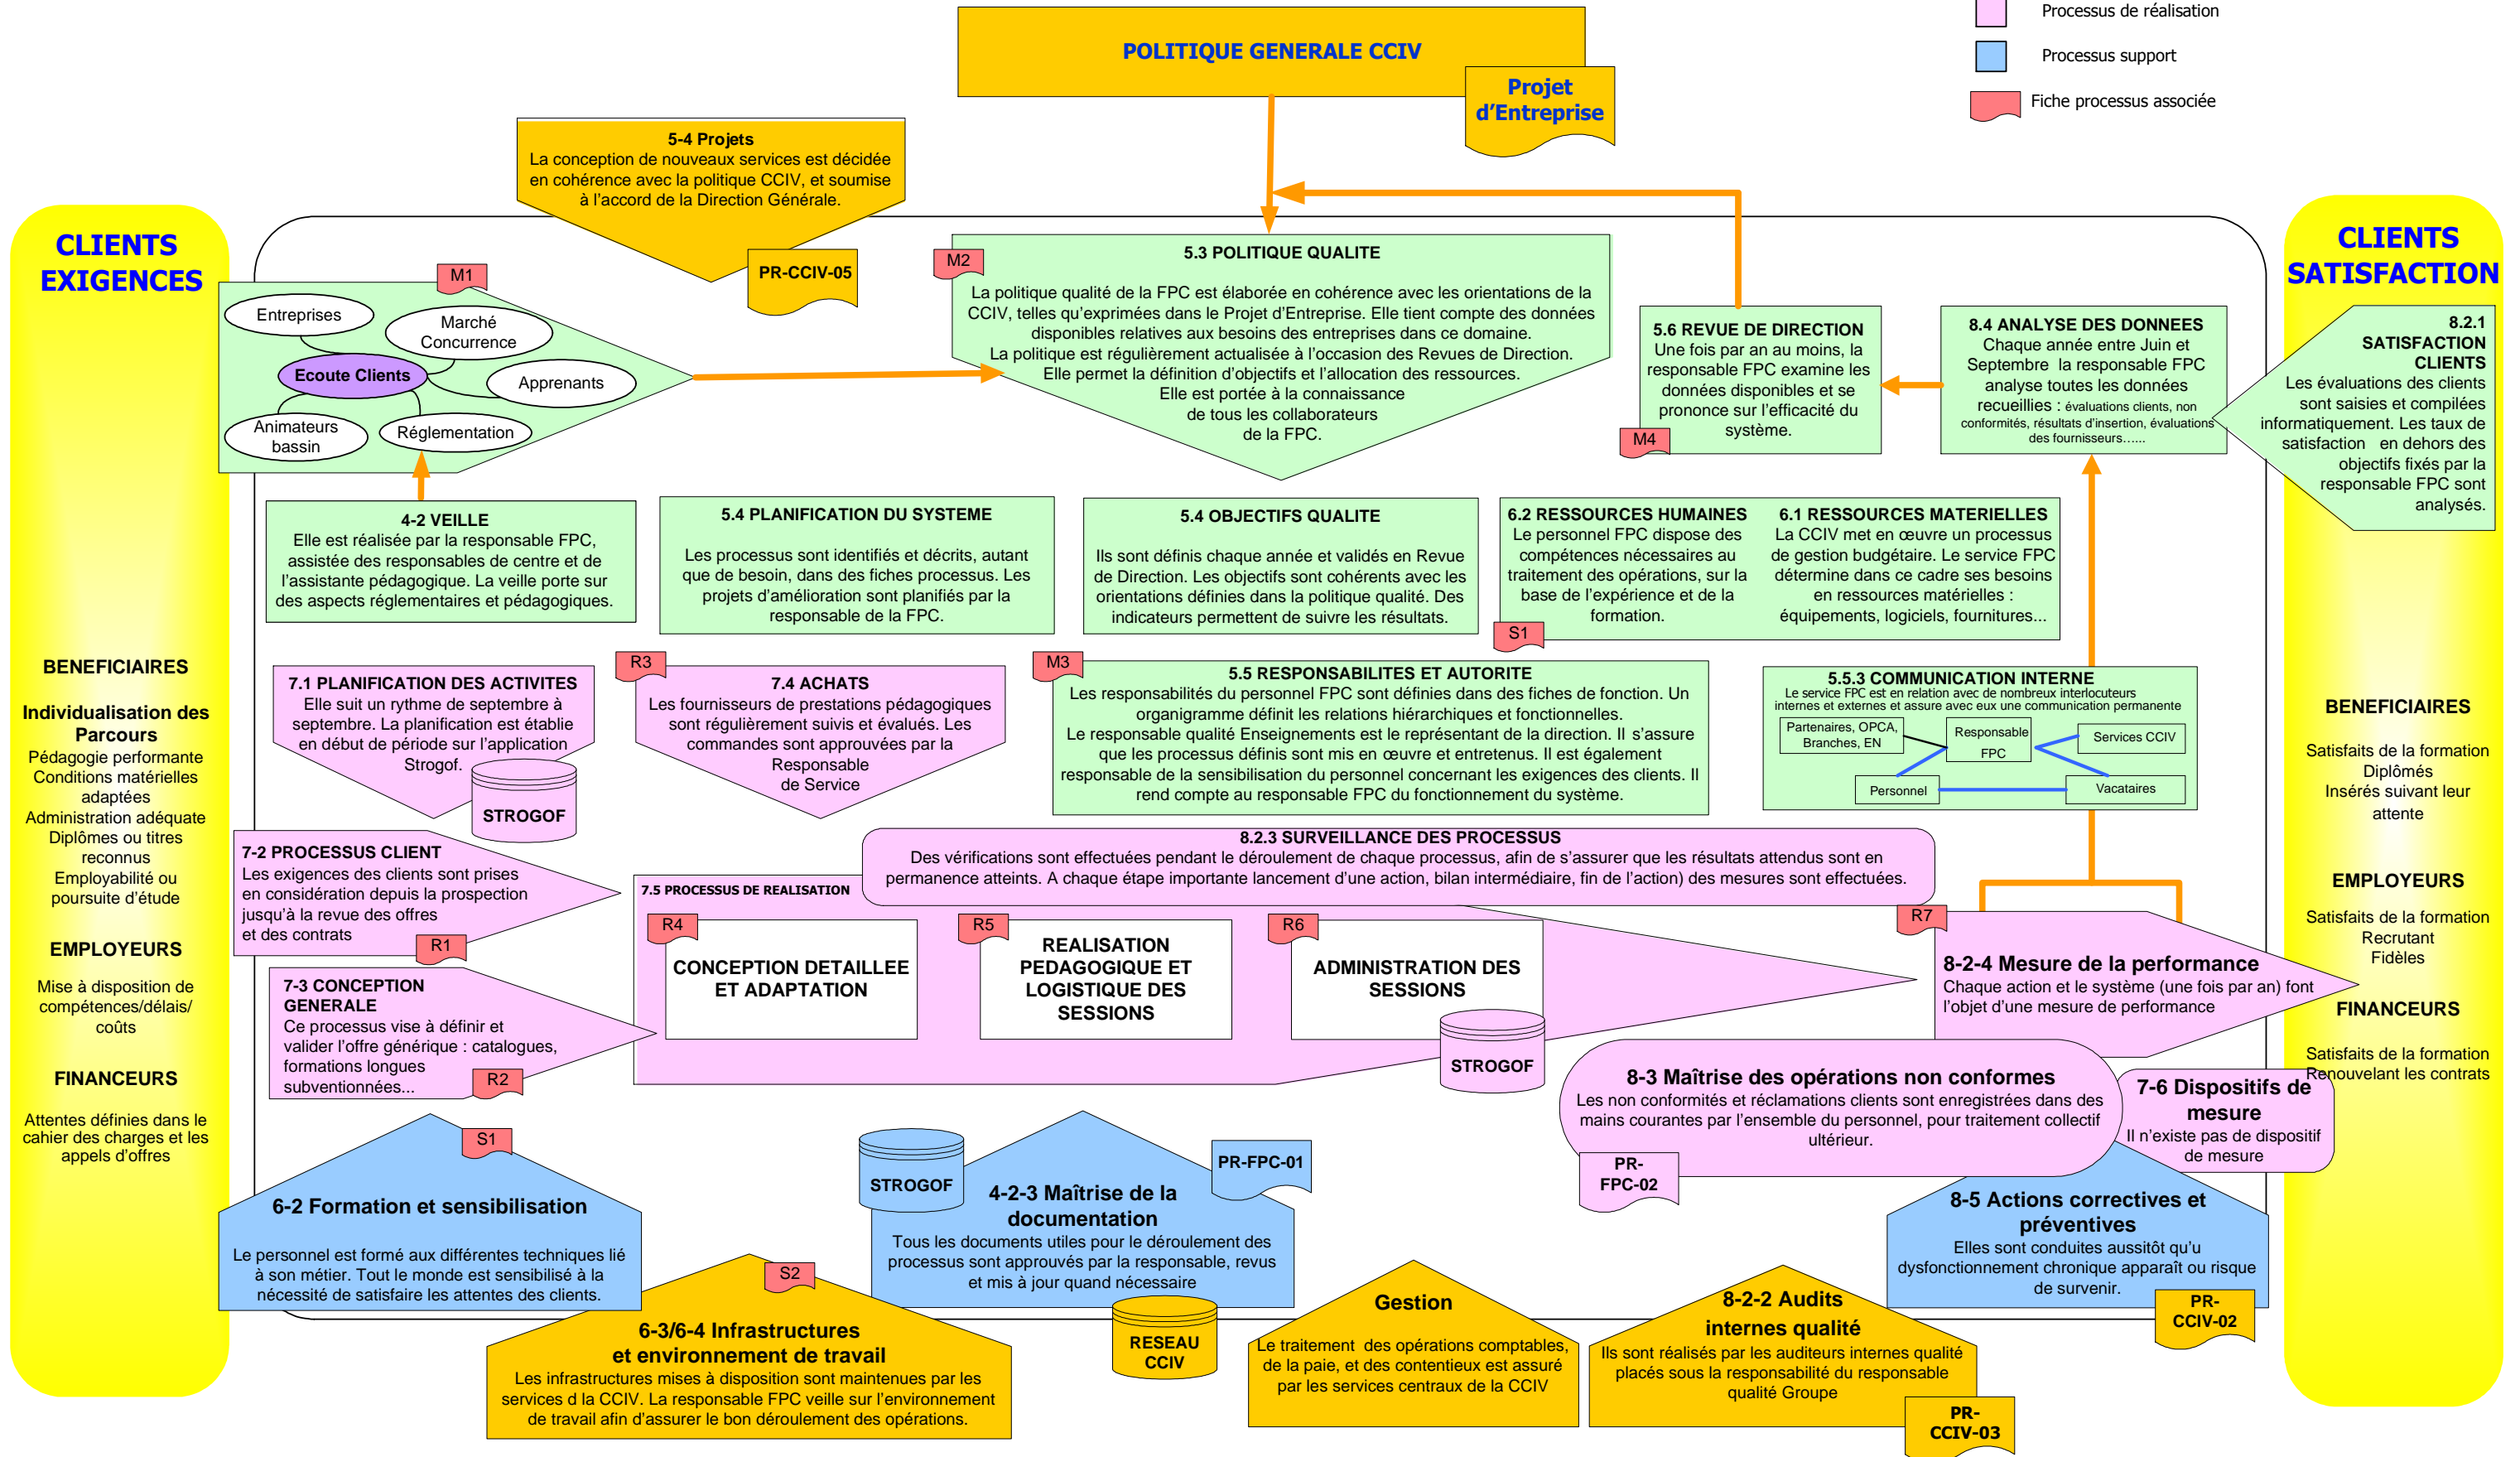 Processus de réalisation
Processus support
Fiche processus associée
POLITIQUE GENERALE CCIV
Projet
d'Entreprise
5-4 Projets
La conception de nouveaux services est décidée
en cohérence avec la politique CCIV, et soumise
à l'accord de la Direction Générale.
PR-CCIV-05
CLIENTS
EXIGENCES
BENEFICIAIRES
Individualisation des
Parcours
Pédagogie performante
Conditions matérielles
adaptées
Administration adéquate
Diplômes ou titres
reconnus
Employabilité ou
poursuite d'étude
EMPLOYEURS
Mise à disposition de
compétences/délais/
coûts
FINANCEURS
Attentes définies dans le
cahier des charges et les
appels d'offres
M1
Entreprises
Marché
Concurrence
Ecoute Clients
Apprenants
Animateurs
bassin
Réglementation
M2
5.3 POLITIQUE QUALITE
La politique qualité de la FPC est élaborée en cohérence avec les orientations de la
CCIV, telles qu'exprimées dans le Projet d'Entreprise. Elle tient compte des données
disponibles relatives aux besoins des entreprises dans ce domaine.
La politique est régulièrement actualisée à l'occasion des Revues de Direction.
Elle permet la définition d'objectifs et l'allocation des ressources.
Elle est portée à la connaissance
de tous les collaborateurs
de la FPC.
5.6 REVUE DE DIRECTION
Une fois par an au moins, la
responsable FPC examine les
données disponibles et se
prononce sur l'efficacité du
système.
M4
8.4 ANALYSE DES DONNEES
Chaque année entre Juin et
Septembre la responsable FPC
analyse toutes les données
recueillies : évaluations clients, non
conformités, résultats d'insertion, évaluations
des fournisseurs…...
CLIENTS
SATISFACTION
8.2.1
SATISFACTION
CLIENTS
Les évaluations des clients
sont saisies et compilées
informatiquement. Les taux de
satisfaction en dehors des
objectifs fixés par la
responsable FPC sont
analysés.
BENEFICIAIRES
Satisfaits de la formation
Diplômés
Insérés suivant leur
attente
EMPLOYEURS
Satisfaits de la formation
Recrutant
Fidèles
FINANCEURS
Satisfaits de la formation
Renouvelant les contrats
4-2 VEILLE
Elle est réalisée par la responsable FPC,
assistée des responsables de centre et de
l'assistante pédagogique. La veille porte sur
des aspects réglementaires et pédagogiques.
5.4 PLANIFICATION DU SYSTEME
Les processus sont identifiés et décrits, autant
que de besoin, dans des fiches processus. Les
projets d'amélioration sont planifiés par la
responsable de la FPC.
5.4 OBJECTIFS QUALITE
Ils sont définis chaque année et validés en Revue
de Direction. Les objectifs sont cohérents avec les
orientations définies dans la politique qualité. Des
indicateurs permettent de suivre les résultats.
6.2 RESSOURCES HUMAINES
Le personnel FPC dispose des
compétences nécessaires au
traitement des opérations, sur la
base de l'expérience et de la
formation.
S1
6.1 RESSOURCES MATERIELLES
La CCIV met en œuvre un processus
de gestion budgétaire. Le service FPC
détermine dans ce cadre ses besoins
en ressources matérielles :
équipements, logiciels, fournitures...
7.1 PLANIFICATION DES ACTIVITES
Elle suit un rythme de septembre à
septembre. La planification est établie
en début de période sur l'application
Strogof.
STROGOF
R3
7.4 ACHATS
Les fournisseurs de prestations pédagogiques
sont régulièrement suivis et évalués. Les
commandes sont approuvées par la
Responsable
de Service
M3
5.5 RESPONSABILITES ET AUTORITE
Les responsabilités du personnel FPC sont définies dans des fiches de fonction. Un
organigramme définit les relations hiérarchiques et fonctionnelles.
Le responsable qualité Enseignements est le représentant de la direction. Il s'assure
que les processus définis sont mis en œuvre et entretenus. Il est également
responsable de la sensibilisation du personnel concernant les exigences des clients. Il
rend compte au responsable FPC du fonctionnement du système.
5.5.3 COMMUNICATION INTERNE
Le service FPC est en relation avec de nombreux interlocuteurs
internes et externes et assure avec eux une communication permanente
Partenaires, OPCA,
Branches, EN
Responsable
FPC
Services CCIV
Personnel
Vacataires
7-2 PROCESSUS CLIENT
Les exigences des clients sont prises
en considération depuis la prospection
jusqu'à la revue des offres
et des contrats
R1
7-3 CONCEPTION
GENERALE
Ce processus vise à définir et
valider l'offre générique : catalogues,
formations longues
subventionnées...
R2
8.2.3 SURVEILLANCE DES PROCESSUS
Des vérifications sont effectuées pendant le déroulement de chaque processus, afin de s'assurer que les résultats attendus sont en
permanence atteints. A chaque étape importante lancement d'une action, bilan intermédiaire, fin de l'action) des mesures sont effectuées.
7.5 PROCESSUS DE REALISATION
R4
CONCEPTION DETAILLEE
ET ADAPTATION
R5
REALISATION
PEDAGOGIQUE ET
LOGISTIQUE DES
SESSIONS
R6
ADMINISTRATION DES
SESSIONS
STROGOF
R7
8-2-4 Mesure de la performance
Chaque action et le système (une fois par an) font
l'objet d'une mesure de performance
8-3 Maîtrise des opérations non conformes
Les non conformités et réclamations clients sont enregistrées dans des
mains courantes par l'ensemble du personnel, pour traitement collectif
ultérieur.
PR-
FPC-02
7-6 Dispositifs de
mesure
Il n'existe pas de dispositif
de mesure
S1
6-2 Formation et sensibilisation
Le personnel est formé aux différentes techniques lié
à son métier. Tout le monde est sensibilisé à la
nécessité de satisfaire les attentes des clients.
STROGOF
PR-FPC-01
4-2-3 Maîtrise de la
documentation
Tous les documents utiles pour le déroulement des
processus sont approuvés par la responsable, revus
et mis à jour quand nécessaire
8-5 Actions correctives et
préventives
Elles sont conduites aussitôt qu'u
dysfonctionnement chronique apparaît ou risque
de survenir.
PR-
CCIV-02
S2
6-3/6-4 Infrastructures
et environnement de travail
Les infrastructures mises à disposition sont maintenues par les
services d la CCIV. La responsable FPC veille sur l'environnement
de travail afin d'assurer le bon déroulement des opérations.
RESEAU
CCIV
Gestion
Le traitement des opérations comptables,
de la paie, et des contentieux est assuré
par les services centraux de la CCIV
8-2-2 Audits
internes qualité
Ils sont réalisés par les auditeurs internes qualité
placés sous la responsabilité du responsable
qualité Groupe
PR-
CCIV-03